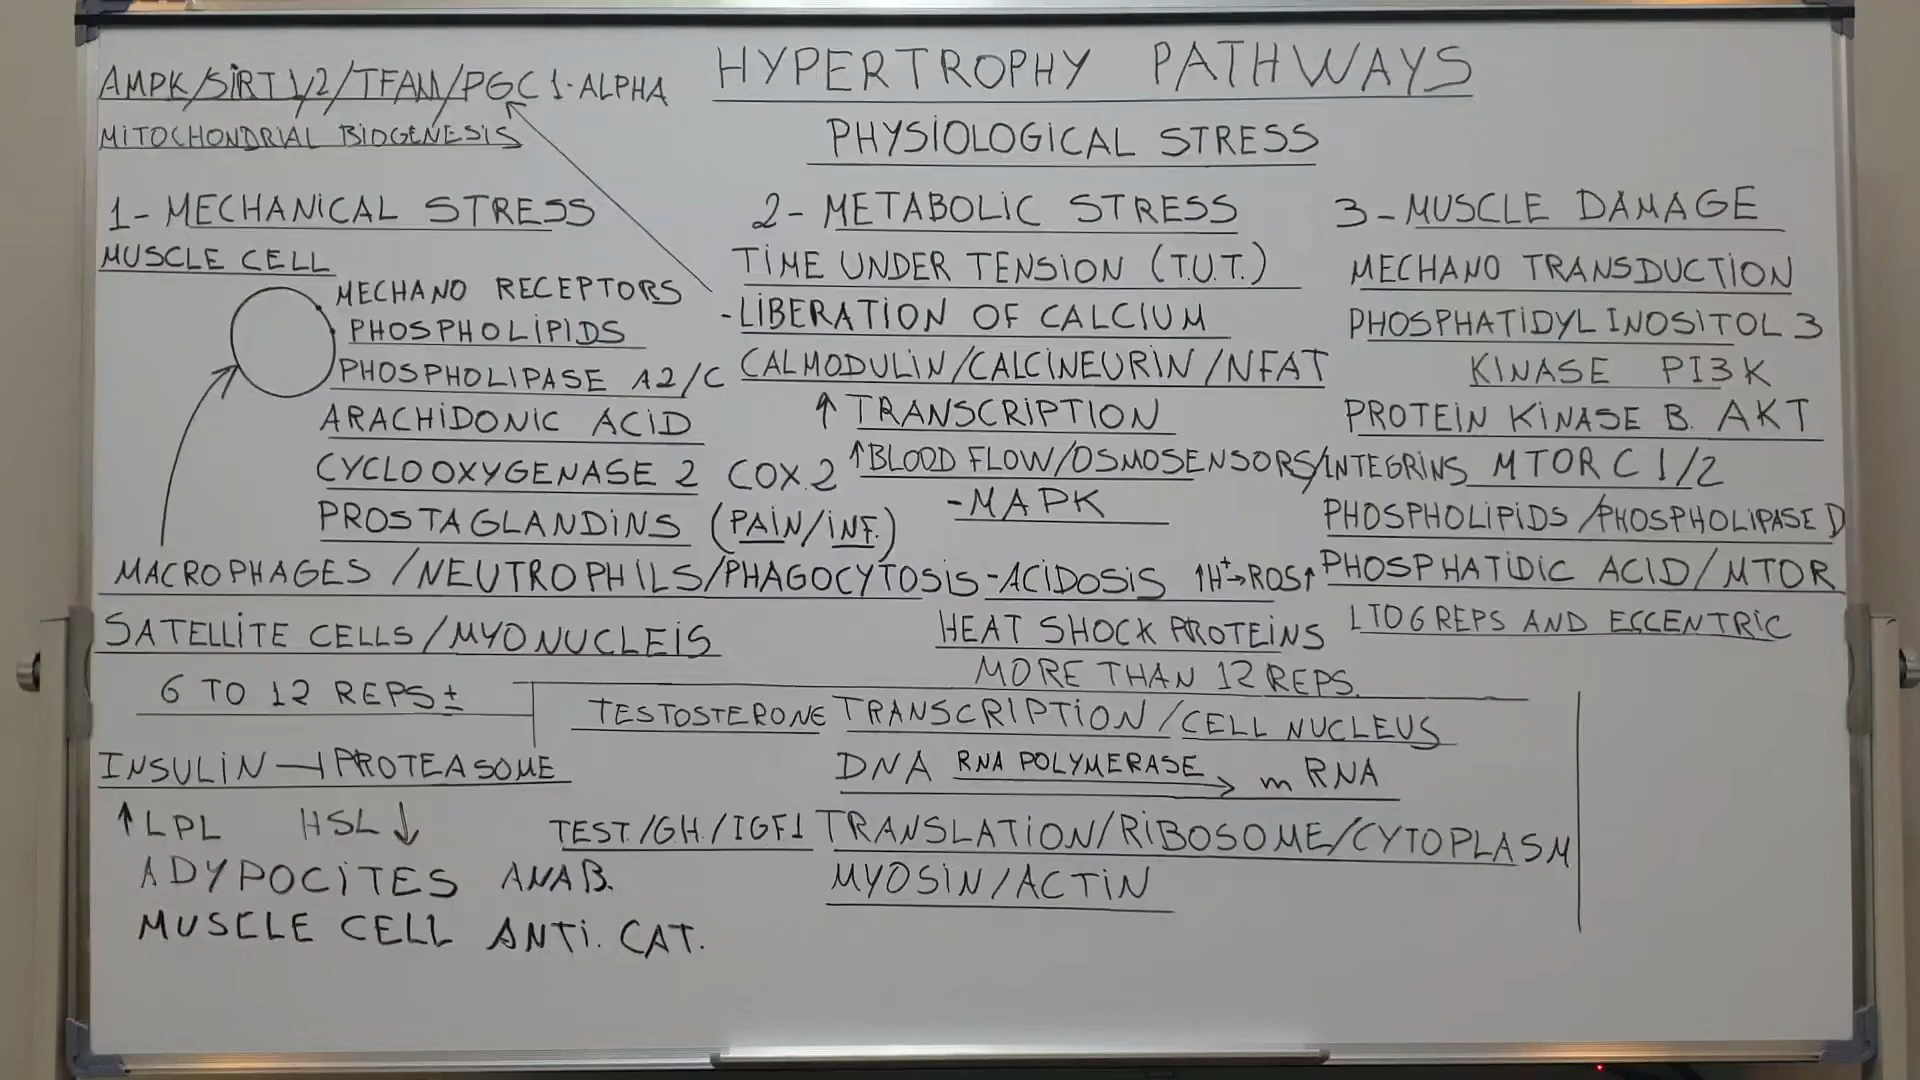 HYPERTROPHY PATHWAYS
AMPK/SIRT 1/2/TFAM/PGC 1-ALPHA
MITOCHONDRIAL BIOGENESIS
PHYSIOLOGICAL STRESS
1- MECHANICAL STRESS
MUSCLE CELL
MECHANO RECEPTORS
PHOSPHOLIPIDS
PHOSPHOLIPASE A2/C
ARACHIDONIC ACID
CYCLOOXYGENASE 2 COX.2
PROSTAGLANDINS (PAIN/INF.)
MACROPHAGES /NEUTROPHILS/PHAGOCYTOSIS
SATELLITE CELLS/MYONUCLEIS
6 TO 12 REPS ±
2- METABOLIC STRESS
TIME UNDER TENSION (T.U.T.)
-LIBERATION OF CALCIUM
CALMODULIN/CALCINEURIN/NFAT
↑ TRANSCRIPTION
↑BLOOD FLOW/OSMOSENSORS/INTEGRINS
-MAPK
-ACIDOSIS ↑H+→ROS↑
HEAT SHOCK PROTEINS
MORE THAN 12 REPS.
3-MUSCLE DAMAGE
MECHANO TRANSDUCTION
PHOSPHATIDYL INOSITOL 3
KINASE PI3K
PROTEIN KINASE B. AKT
MTORC 1/2
PHOSPHOLIPIDS/PHOSPHOLIPASE D
PHOSPHATIDIC ACID/MTOR
1 TO 6 REPS AND ECCENTRIC
INSULIN ⊣ PROTEASOME
↑LPL HSL↓
ADYPOCITES ANAB.
MUSCLE CELL ANTI. CAT.
TESTOSTERONE TRANSCRIPTION/CELL NUCLEUS
DNA RNA POLYMERASE → mRNA
TEST./GH/IGF1 TRANSLATION/RIBOSOME/CYTOPLASM
MYOSIN/ACTIN